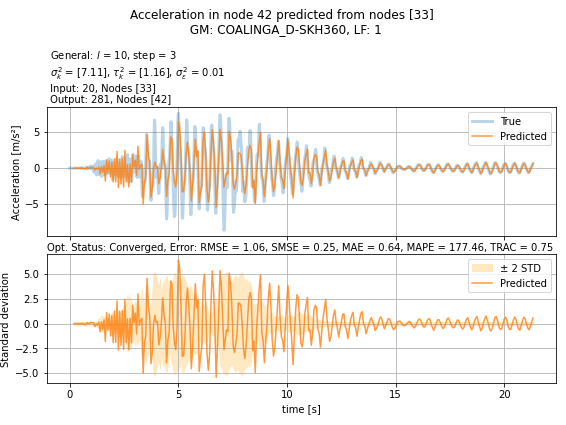 Acceleration in node 42 predicted from nodes [33]
GM: COALINGA_D-SKH360, LF: 1
General: l = 10, step = 3
σ²ₖ = [7.11], τ²ₖ = [1.16], σ²ε = 0.01
Input: 20, Nodes [33]
Output: 281, Nodes [42]
Acceleration [m/s²]
5
0
−5
True
Predicted
Opt. Status: Converged, Error: RMSE = 1.06, SMSE = 0.25, MAE = 0.64, MAPE = 177.46, TRAC = 0.75
Standard deviation
5.0
2.5
0.0
−2.5
−5.0
± 2 STD
Predicted
0 5 10 15 20
time [s]